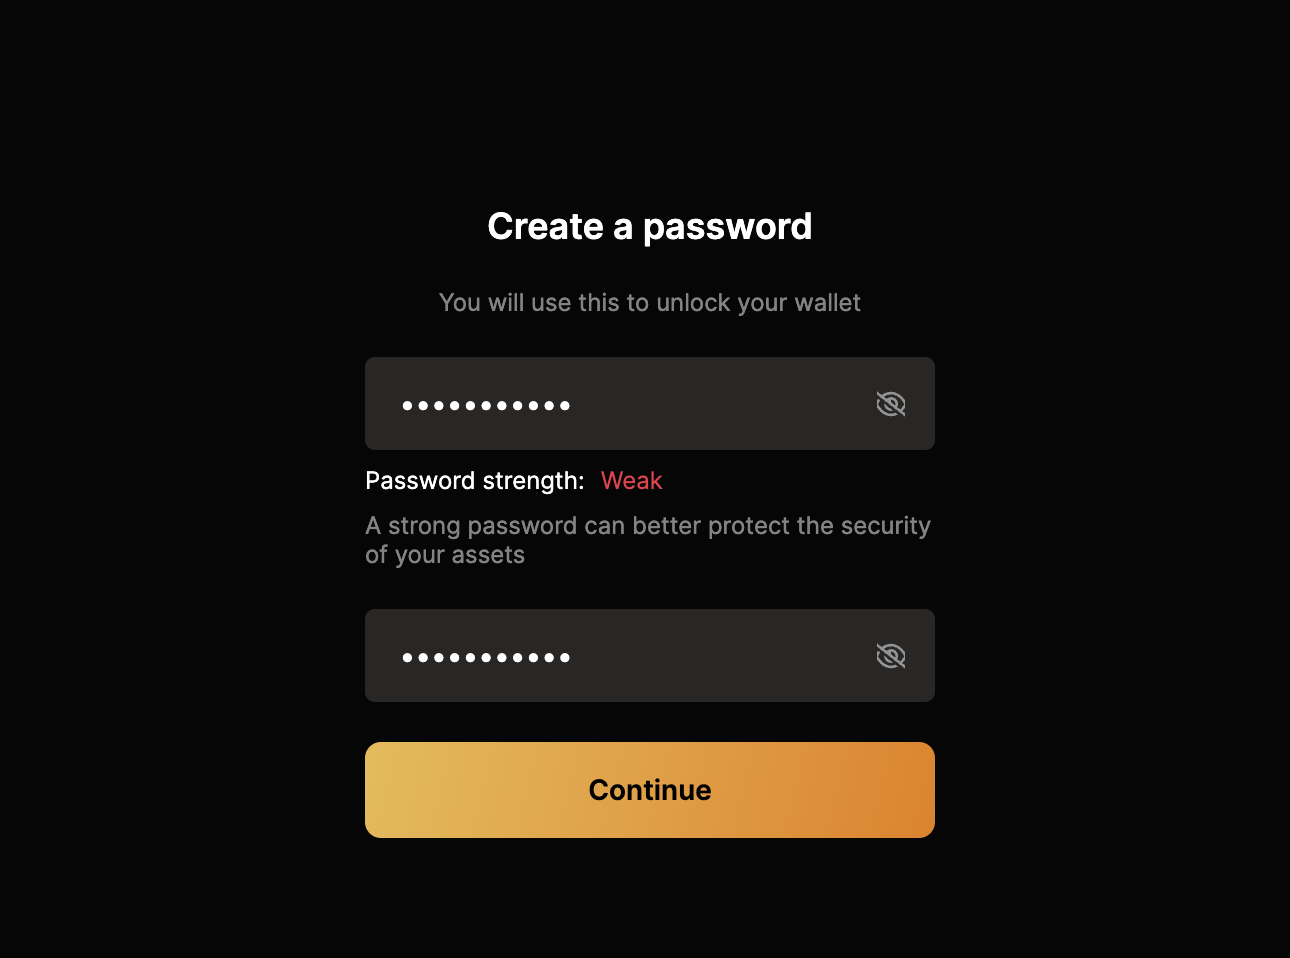 Create a password
You will use this to unlock your wallet
•••••••••••
Password strength: Weak
A strong password can better protect the security
of your assets
•••••••••••
Continue